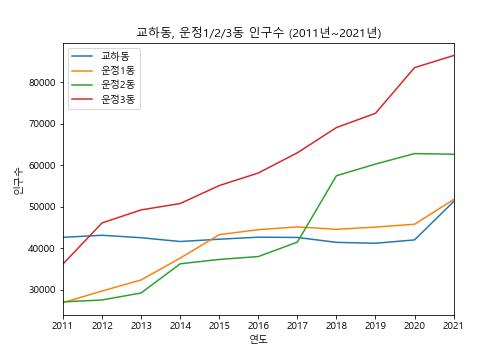 교하동, 운정1/2/3동 인구수 (2011년~2021년)
교하동
운정1동
운정2동
운정3동
인구수
80000
70000
60000
50000
40000
30000
2011 2012 2013 2014 2015 2016 2017 2018 2019 2020 2021
연도